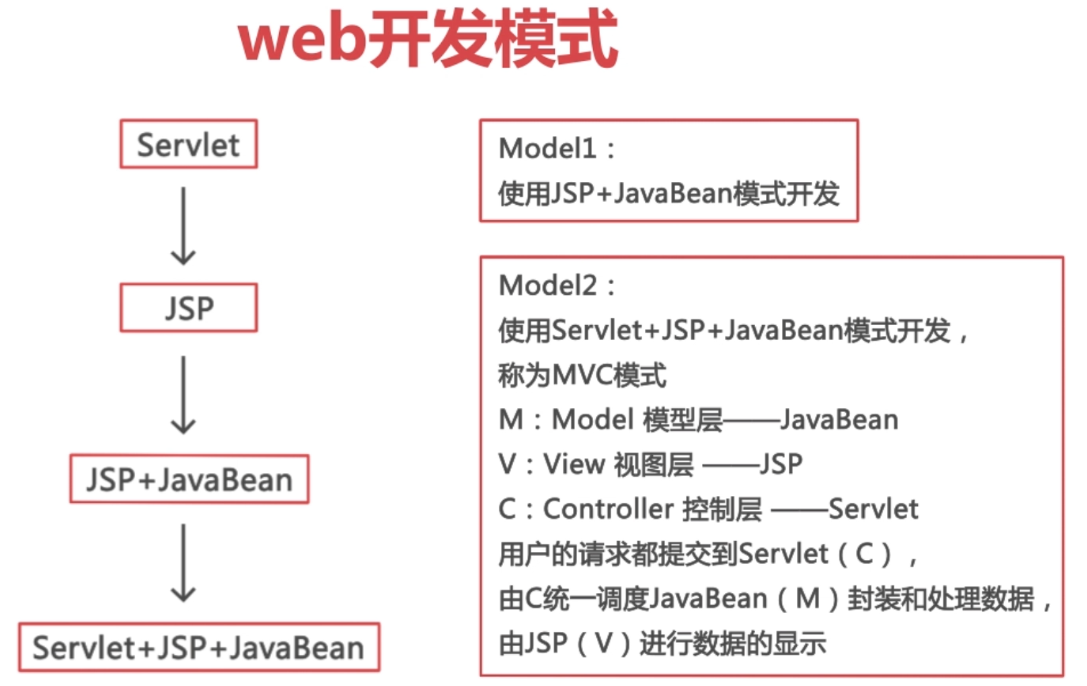 web开发模式
Servlet
JSP
JSP+JavaBean
Servlet+JSP+JavaBean
Model1：
使用JSP+JavaBean模式开发
Model2：
使用Servlet+JSP+JavaBean模式开发，
称为MVC模式
M：Model 模型层——JavaBean
V：View 视图层 ——JSP
C：Controller 控制层 ——Servlet
用户的请求都提交到Servlet（C），
由C统一调度JavaBean（M）封装和处理数据，
由JSP（V）进行数据的显示